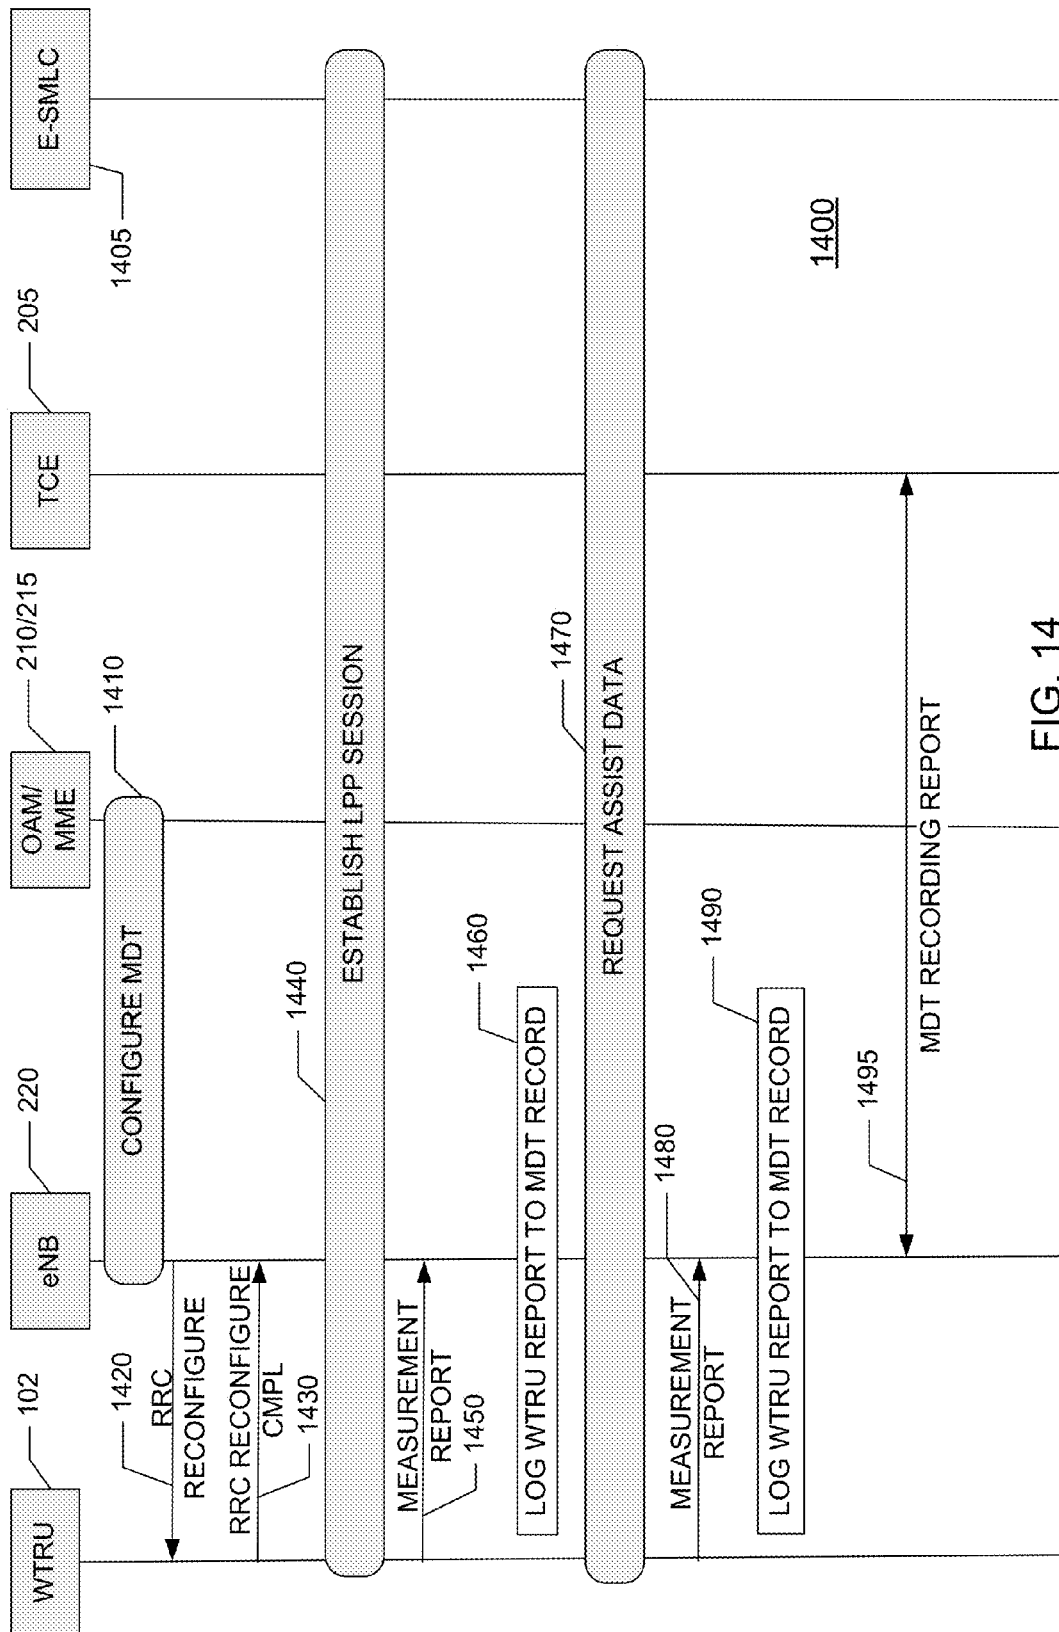 WTRU
102
eNB
220
OAM/
MME
210/215
TCE
205
E-SMLC
1405
CONFIGURE MDT
1410
1420
RRC
RECONFIGURE
RRC RECONFIGURE
CMPL
1430
1440
ESTABLISH LPP SESSION
MEASUREMENT
REPORT
1450
1460
LOG WTRU REPORT TO MDT RECORD
REQUEST ASSIST DATA
1470
1480
MEASUREMENT
REPORT
1490
LOG WTRU REPORT TO MDT RECORD
1400
1495
MDT RECORDING REPORT
FIG. 14